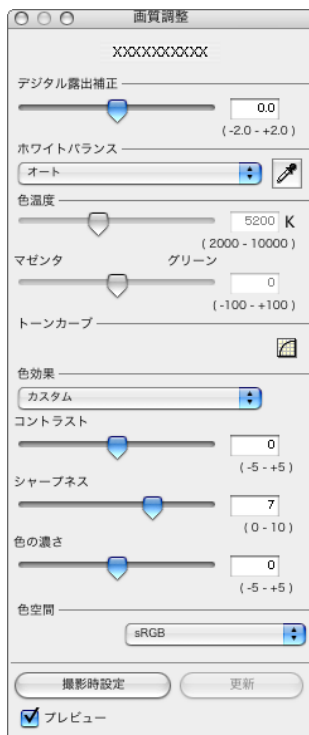 画質調整
XXXXXXXXXX
デジタル露出補正
0.0
(-2.0 - +2.0)
ホワイトバランス
オート
色温度
5200 K
(2000 - 10000)
マゼンタ グリーン
0
(-100 - +100)
トーンカーブ
色効果
カスタム
コントラスト
0
(-5 - +5)
シャープネス
7
(0 - 10)
色の濃さ
0
(-5 - +5)
色空間
sRGB
撮影時設定 更新
プレビュー